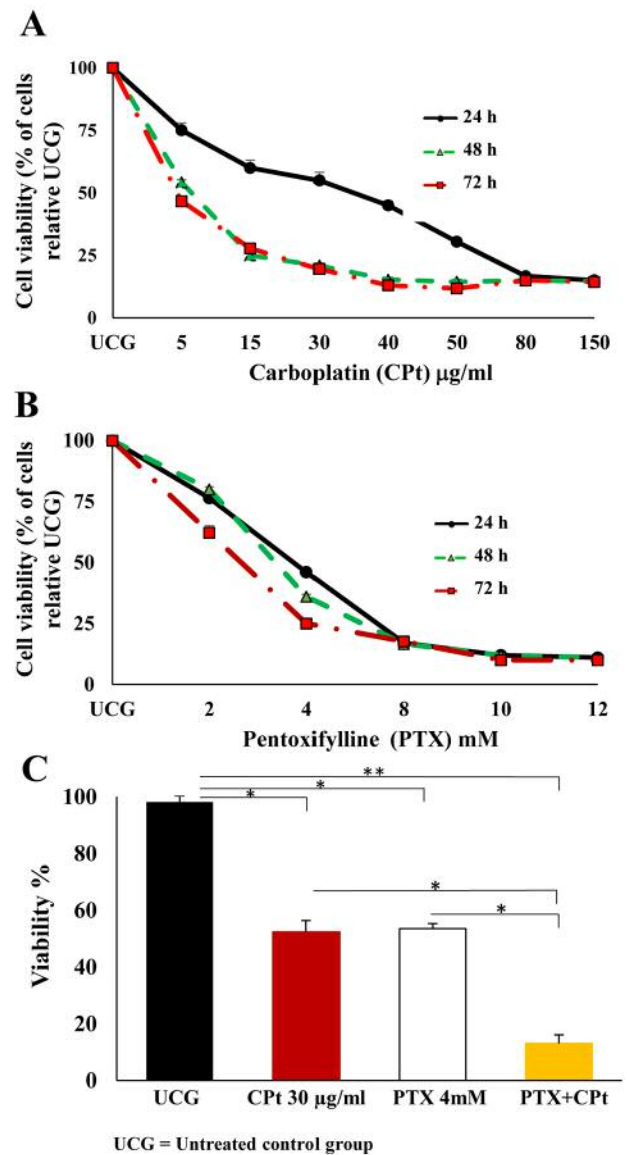 A
Cell viability (% of cells
relative UCG)
100
75
50
25
0
24 h
48 h
72 h
UCG 5 15 30 40 50 80 150
Carboplatin (CPt) µg/ml
B
Cell viability (% of cells
relative UCG)
100
75
50
25
0
24 h
48 h
72 h
UCG 2 4 8 10 12
Pentoxifylline (PTX) mM
C
Viability %
100
80
60
40
20
0
**
*
*
*
*
UCG CPt 30 µg/ml PTX 4mM PTX+CPt
UCG = Untreated control group